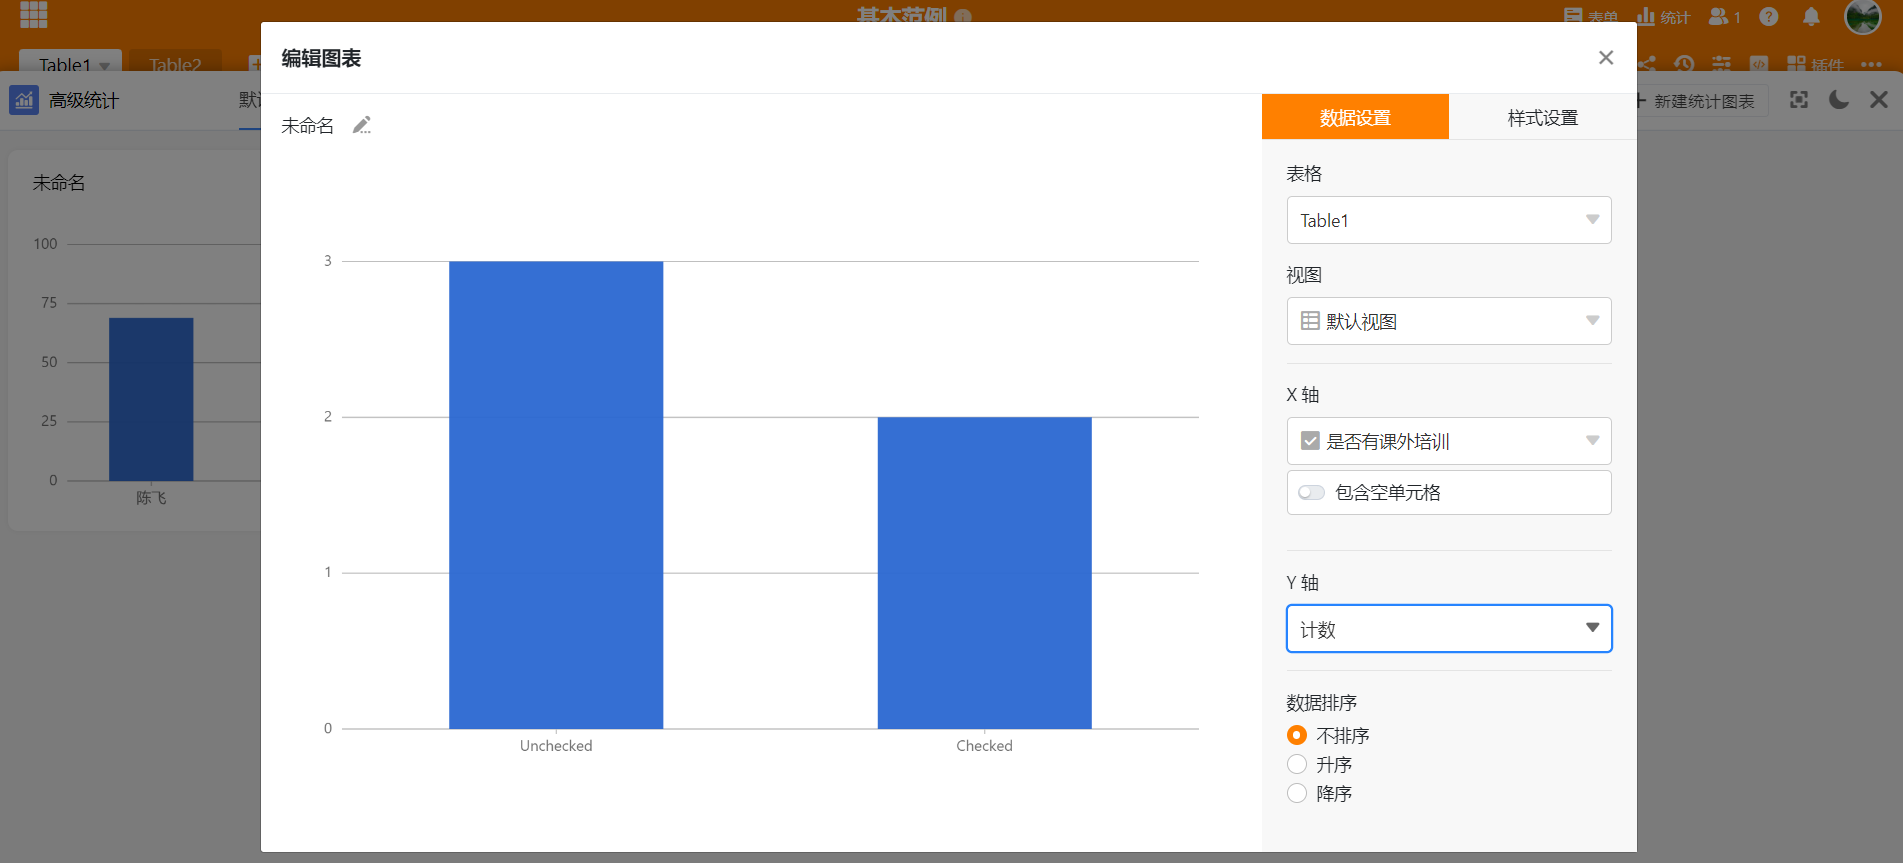 基本范例
表单
统计
1
Table1
Table2
插件
编辑图表
高级统计
新建统计图表
未命名
100
75
50
25
0
陈飞
未命名
3
2
1
0
Unchecked
Checked
数据设置
样式设置
表格
Table1
视图
默认视图
X 轴
是否有课外培训
包含空单元格
Y 轴
计数
数据排序
不排序
升序
降序